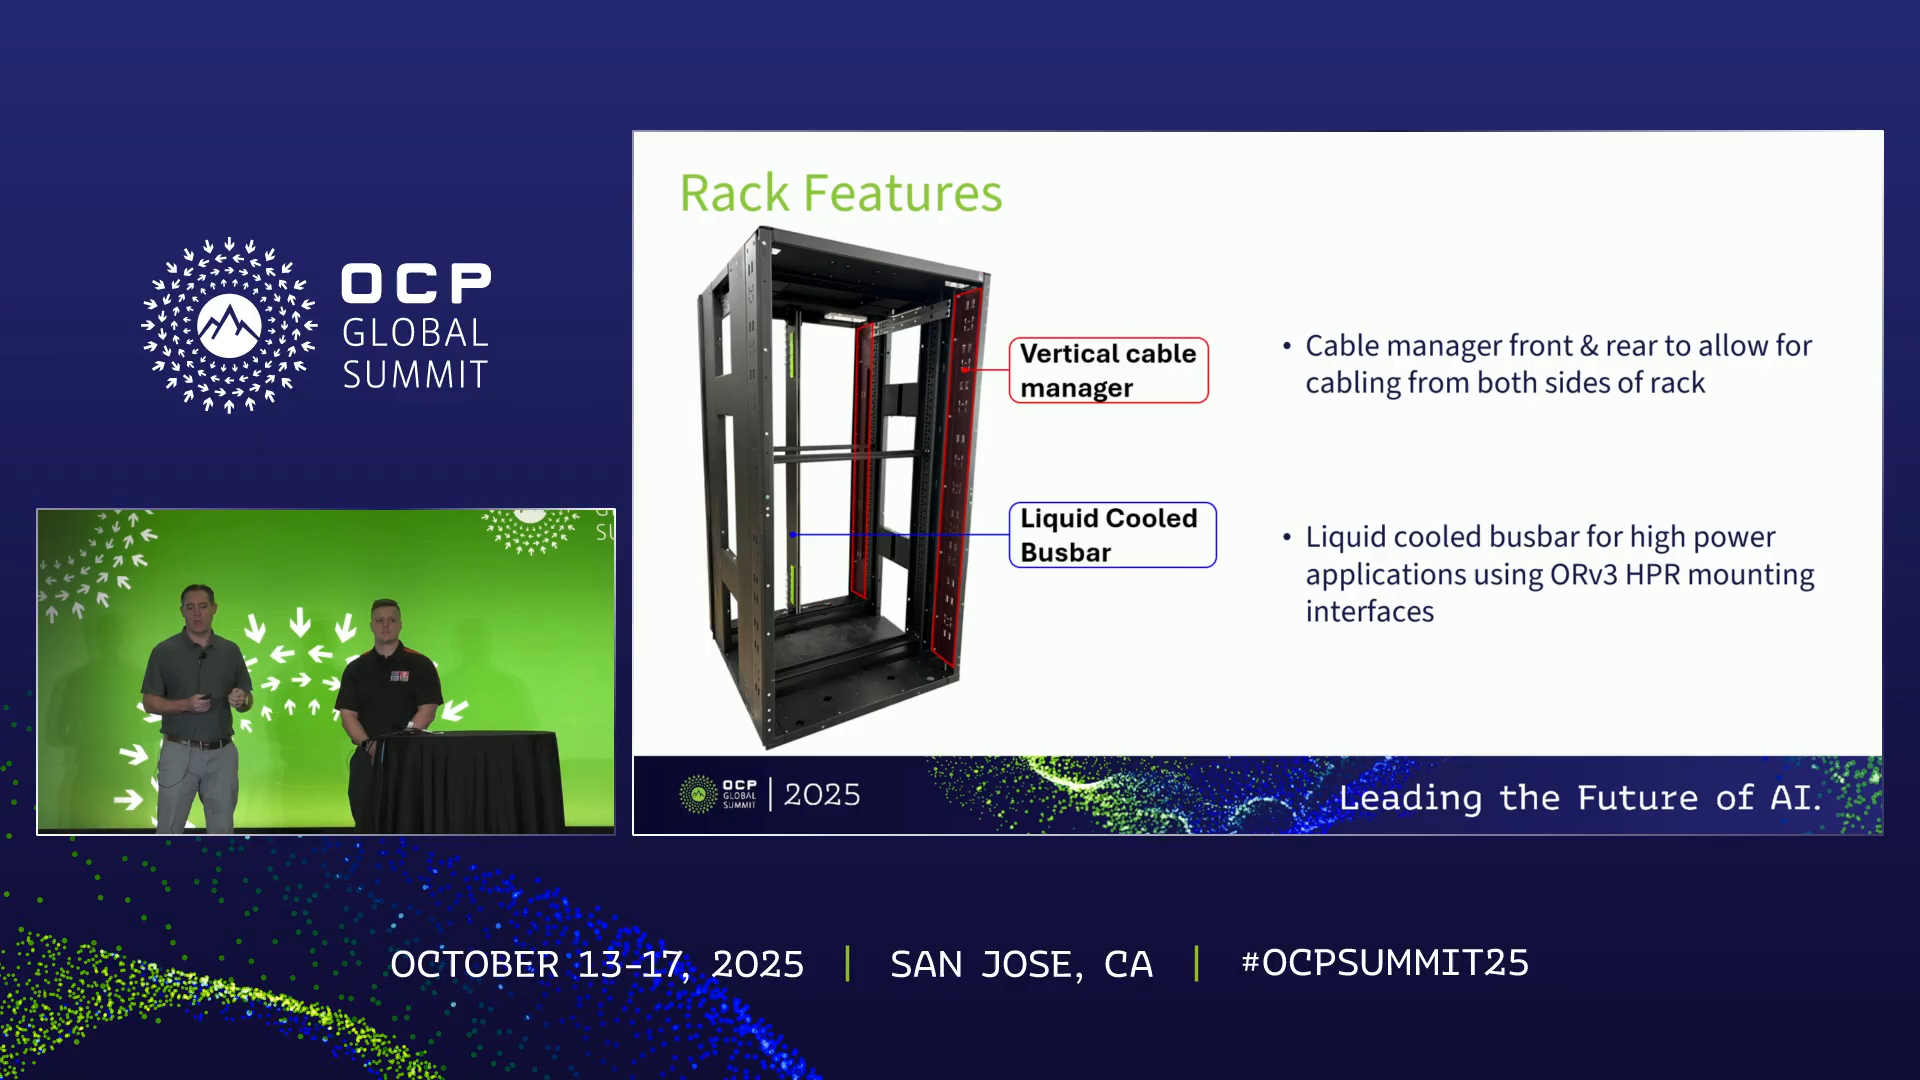 OCP
GLOBAL
SUMMIT
Rack Features
Vertical cable
manager
Liquid Cooled
Busbar
• Cable manager front & rear to allow for
cabling from both sides of rack
• Liquid cooled busbar for high power
applications using ORv3 HPR mounting
interfaces
OCP
GLOBAL
SUMMIT
2025
Leading the Future of AI.
OCTOBER 13-17, 2025 | SAN JOSE, CA | #OCPSUMMIT25